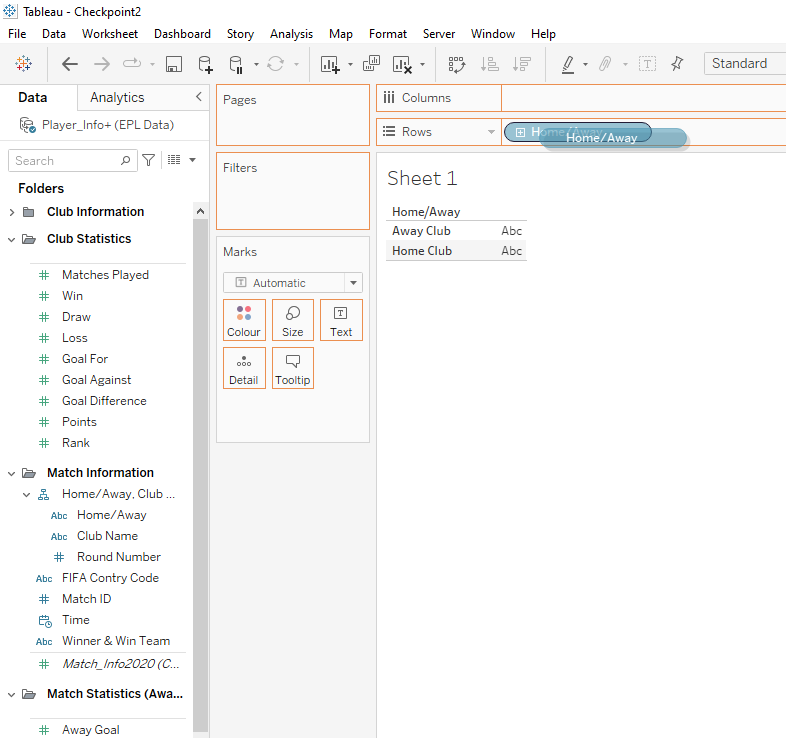 Tableau - Checkpoint2
File Data Worksheet Dashboard Story Analysis Map Format Server Window Help
Standard
Data Analytics
Player_Info+ (EPL Data)
Search
Folders
Club Information
Club Statistics
# Matches Played
# Win
# Draw
# Loss
# Goal For
# Goal Against
# Goal Difference
# Points
# Rank
Match Information
Home/Away, Club ...
Abc Home/Away
Abc Club Name
# Round Number
Abc FIFA Contry Code
# Match ID
Time
Abc Winner & Win Team
# Match_Info2020 (C...
Match Statistics (Awa...
# Away Goal
Pages
Filters
Marks
T Automatic
Colour Size Text
Detail Tooltip
Columns
Rows Home/Away
Home/Away
Sheet 1
Home/Away
Away Club Abc
Home Club Abc